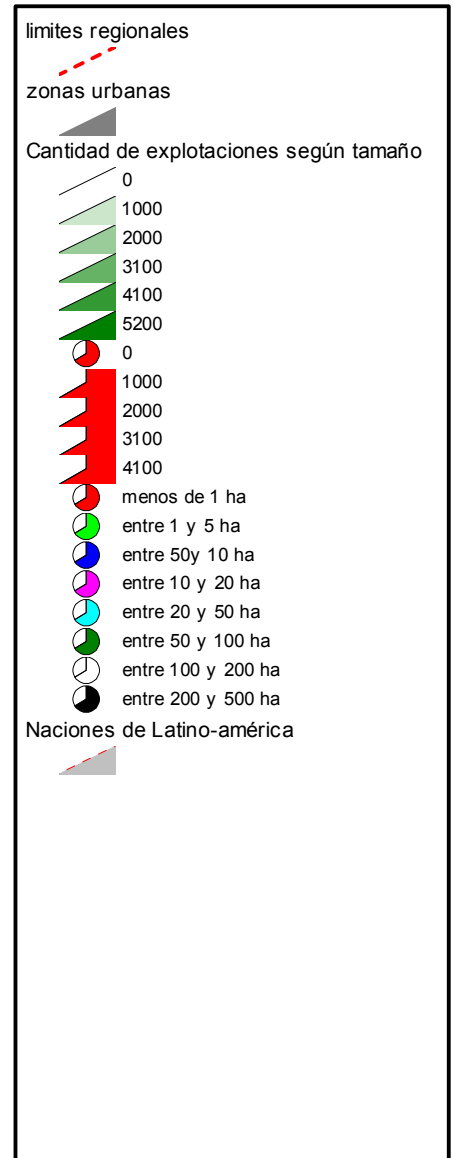 limites regionales
zonas urbanas
Cantidad de explotaciones según tamaño
0
1000
2000
3100
4100
5200
0
1000
2000
3100
4100
menos de 1 ha
entre 1 y 5 ha
entre 50y 10 ha
entre 10 y 20 ha
entre 20 y 50 ha
entre 50 y 100 ha
entre 100 y 200 ha
entre 200 y 500 ha
Naciones de Latino-américa